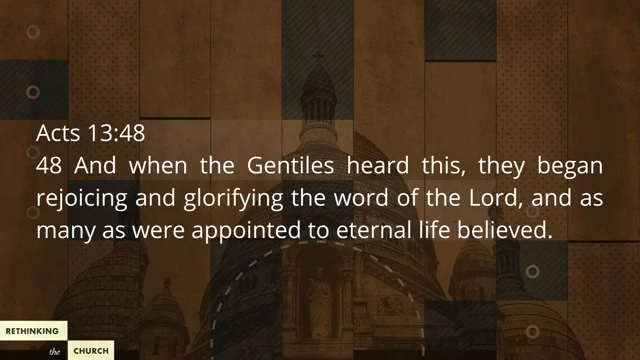 Acts 13:48
48 And when the Gentiles heard this, they began
rejoicing and glorifying the word of the Lord, and as
many as were appointed to eternal life believed.
RETHINKING
the CHURCH